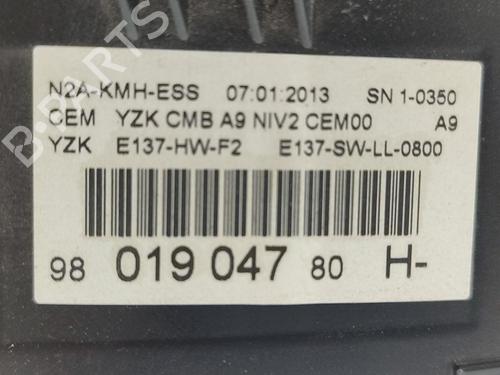 N2A-KMH-ESS 07:01:2013 SN 1-0350
CEM YZK CMB A9 NIV2 CEM00 A9
YZK E137-HW-F2 E137-SW-LL-0800
98 019 047 80 H-